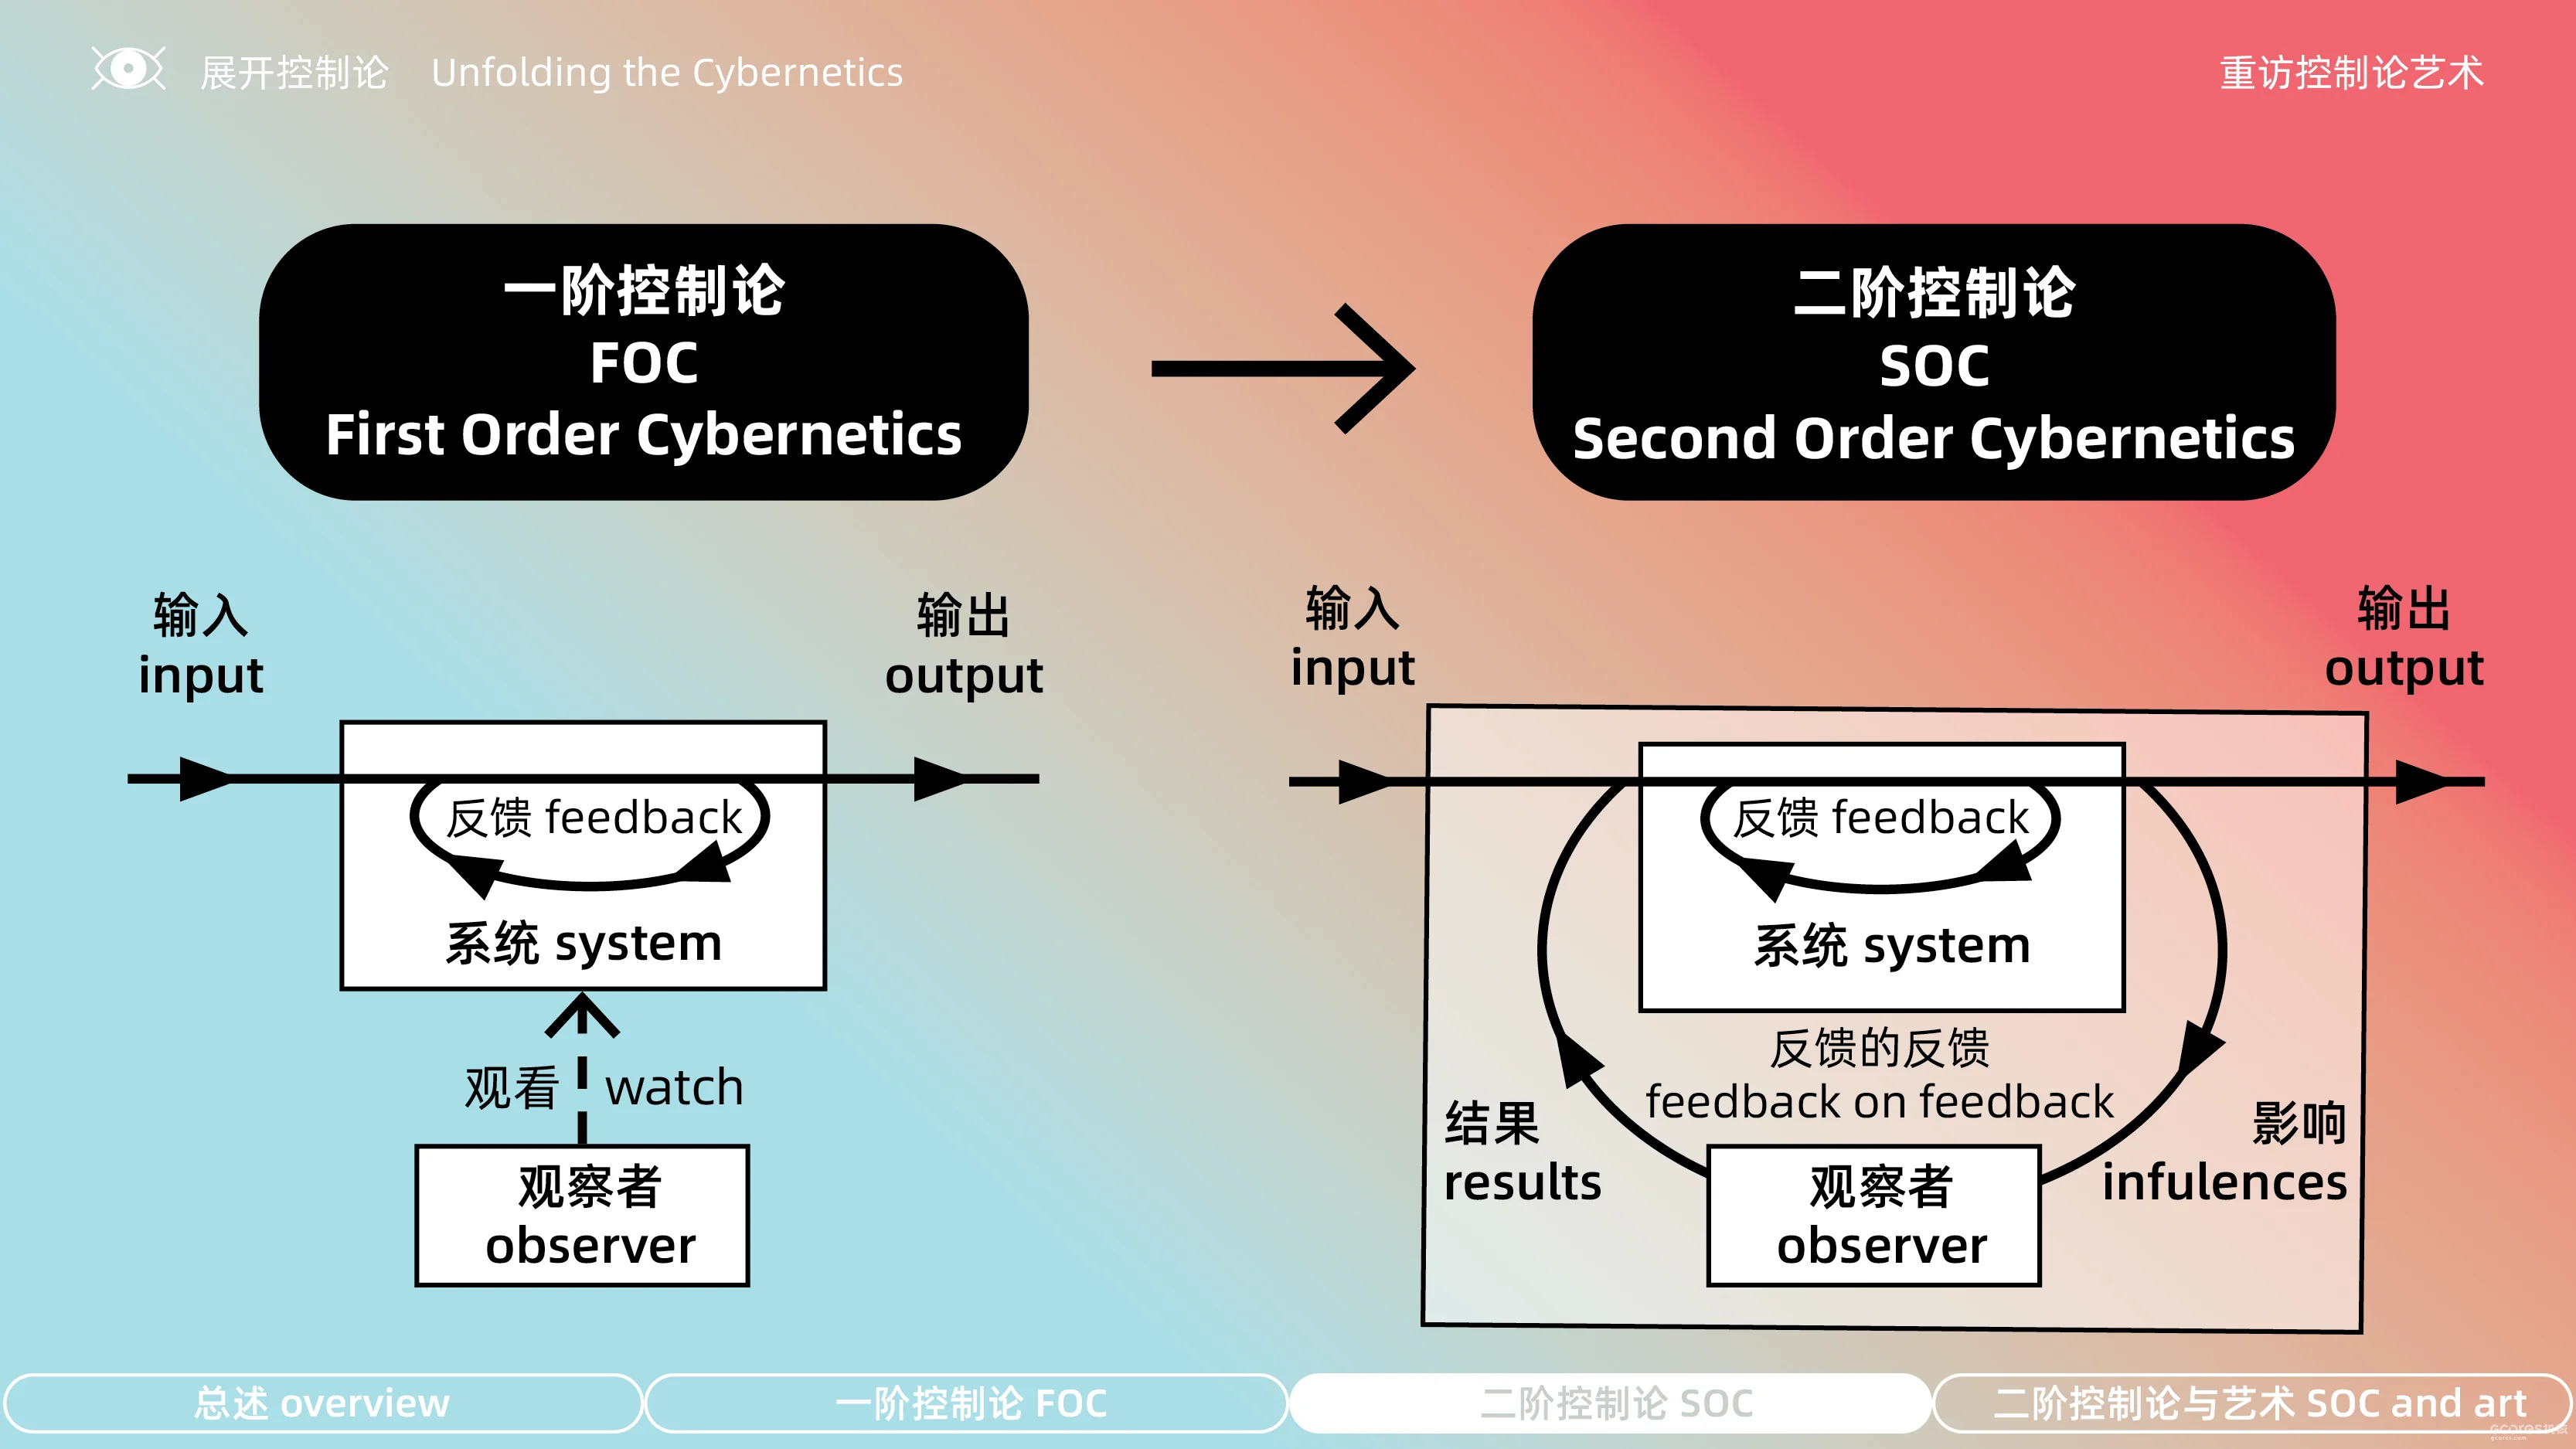 展开控制论 Unfolding the Cybernetics
重访控制论艺术
一阶控制论
FOC
First Order Cybernetics
二阶控制论
SOC
Second Order Cybernetics
输入
input
输出
output
反馈 feedback
系统 system
观看 watch
观察者
observer
输入
input
输出
output
反馈 feedback
系统 system
反馈的反馈
feedback on feedback
结果
results
影响
infulences
观察者
observer
总述 overview
一阶控制论 FOC
二阶控制论 SOC
二阶控制论与艺术 SOC and art